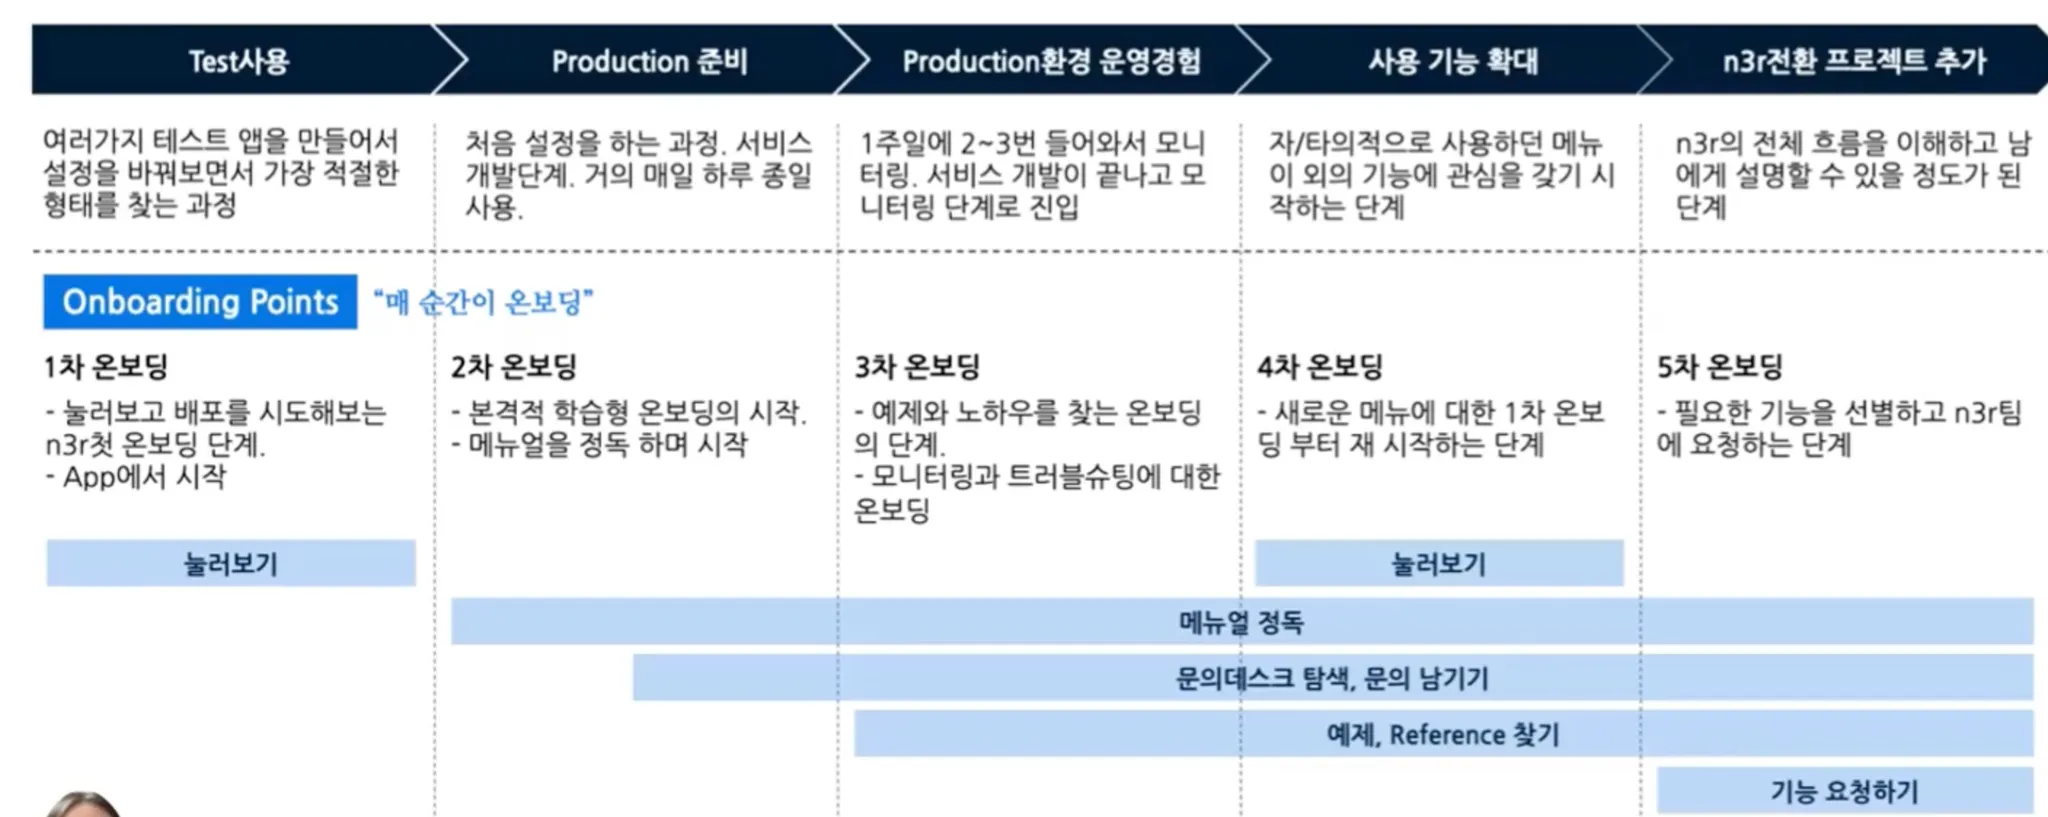 Test사용
Production 준비
Production환경 운영경험
사용 기능 확대
n3r전환 프로젝트 추가
여러가지 테스트 앱을 만들어서
설정을 바꿔보면서 가장 적절한
형태를 찾는 과정
처음 설정을 하는 과정. 서비스
개발단계. 거의 매일 하루 종일
사용.
1주일에 2~3번 들어와서 모니
터링. 서비스 개발이 끝나고 모
니터링 단계로 진입
자/타의적으로 사용하던 메뉴
이 외의 기능에 관심을 갖기 시
작하는 단계
n3r의 전체 흐름을 이해하고 남
에게 설명할 수 있을 정도가 된
단계
Onboarding Points
“매 순간이 온보딩”
1차 온보딩
- 눌러보고 배포를 시도해보는
n3r첫 온보딩 단계.
- App에서 시작
2차 온보딩
- 본격적 학습형 온보딩의 시작.
- 메뉴얼을 정독 하며 시작
3차 온보딩
- 예제와 노하우를 찾는 온보딩
의 단계.
- 모니터링과 트러블슈팅에 대한
온보딩
4차 온보딩
- 새로운 메뉴에 대한 1차 온보
딩 부터 재 시작하는 단계
5차 온보딩
- 필요한 기능을 선별하고 n3r팀
에 요청하는 단계
눌러보기
눌러보기
메뉴얼 정독
문의데스크 탐색, 문의 남기기
예제, Reference 찾기
기능 요청하기